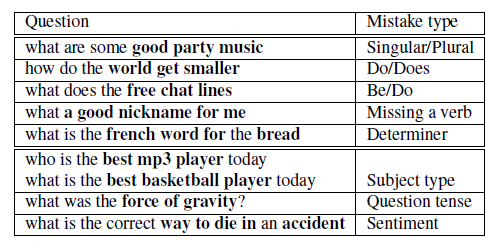 Question Mistake type
what are some good party music Singular/Plural
how do the world get smaller Do/Does
what does the free chat lines Be/Do
what a good nickname for me Missing a verb
what is the french word for the bread Determiner
who is the best mp3 player today
what is the best basketball player today Subject type
what was the force of gravity? Question tense
what is the correct way to die in an accident Sentiment